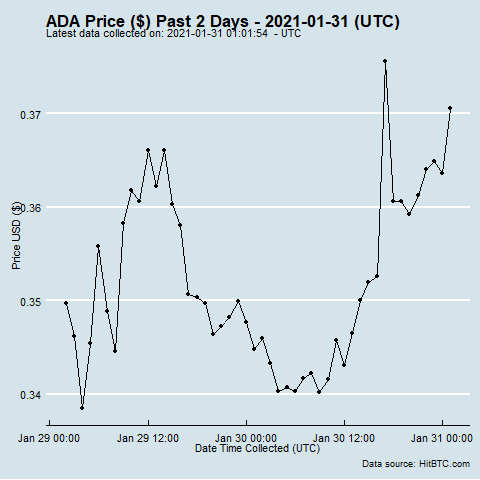 ADA Price ($) Past 2 Days - 2021-01-31 (UTC)
Latest data collected on: 2021-01-31 01:01:54 - UTC
0.37
0.36
0.35
0.34
Price USD ($)
Jan 29 00:00 Jan 29 12:00 Jan 30 00:00 Jan 30 12:00 Jan 31 00:00
Date Time Collected (UTC)
Data source: HitBTC.com